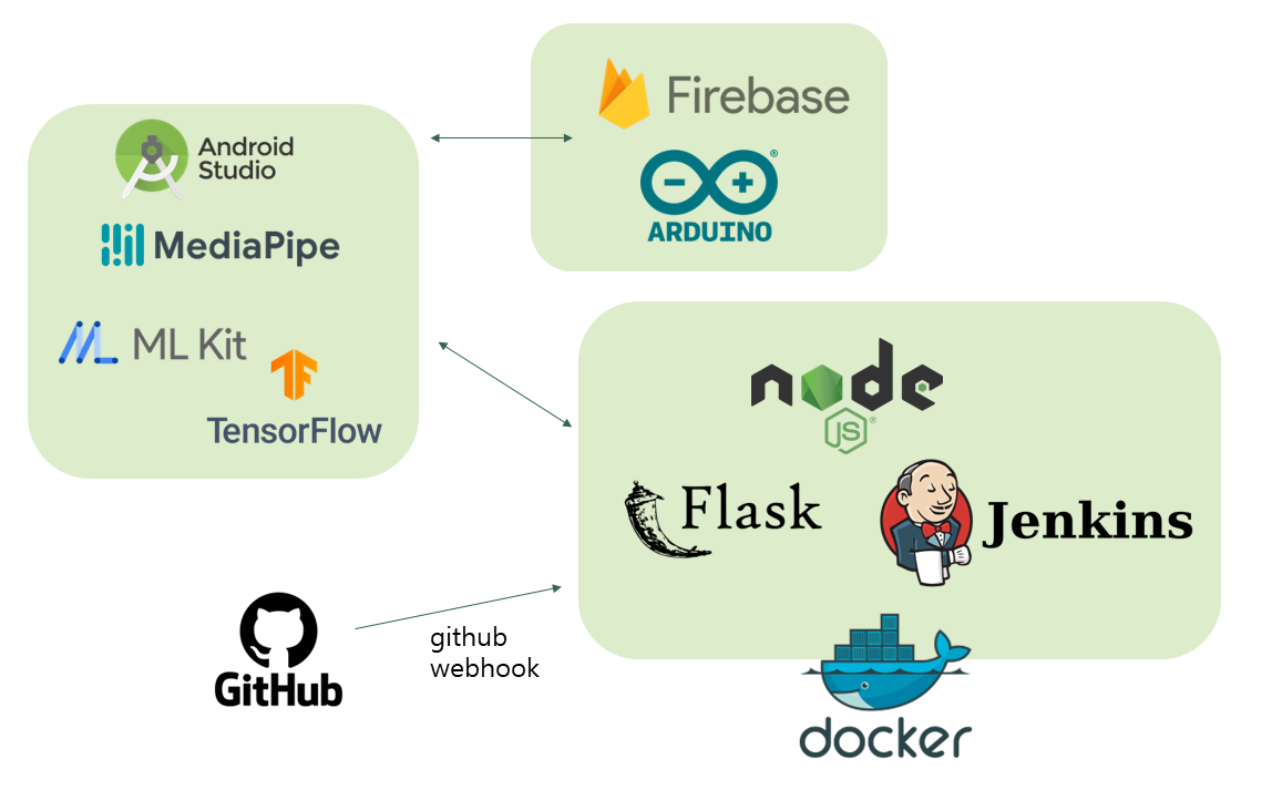 Firebase
ARDUINO
Android
Studio
MediaPipe
ML Kit
TensorFlow
node
JS
Flask
Jenkins
GitHub
github
webhook
docker